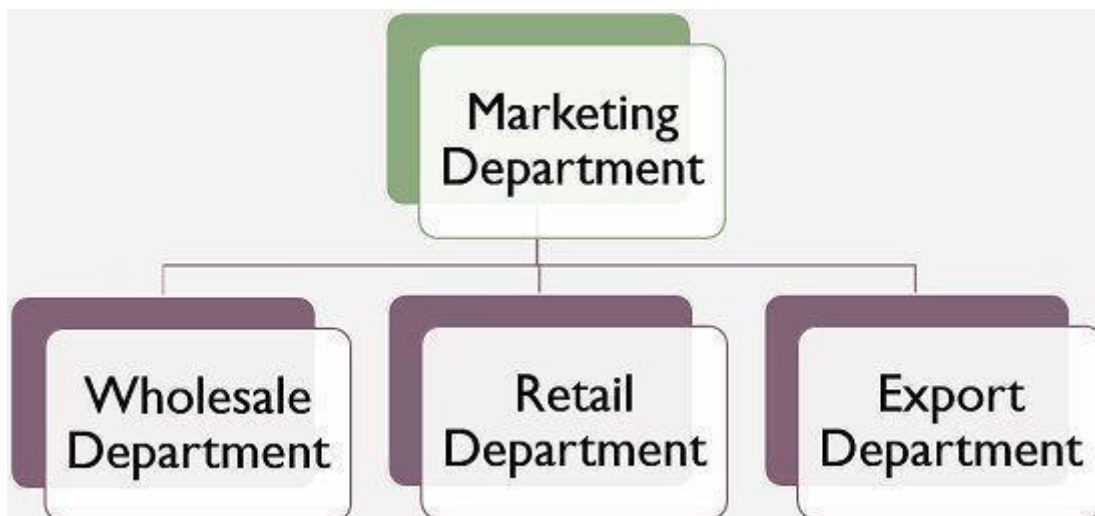 Marketing
Department
Wholesale
Department
Retail
Department
Export
Department